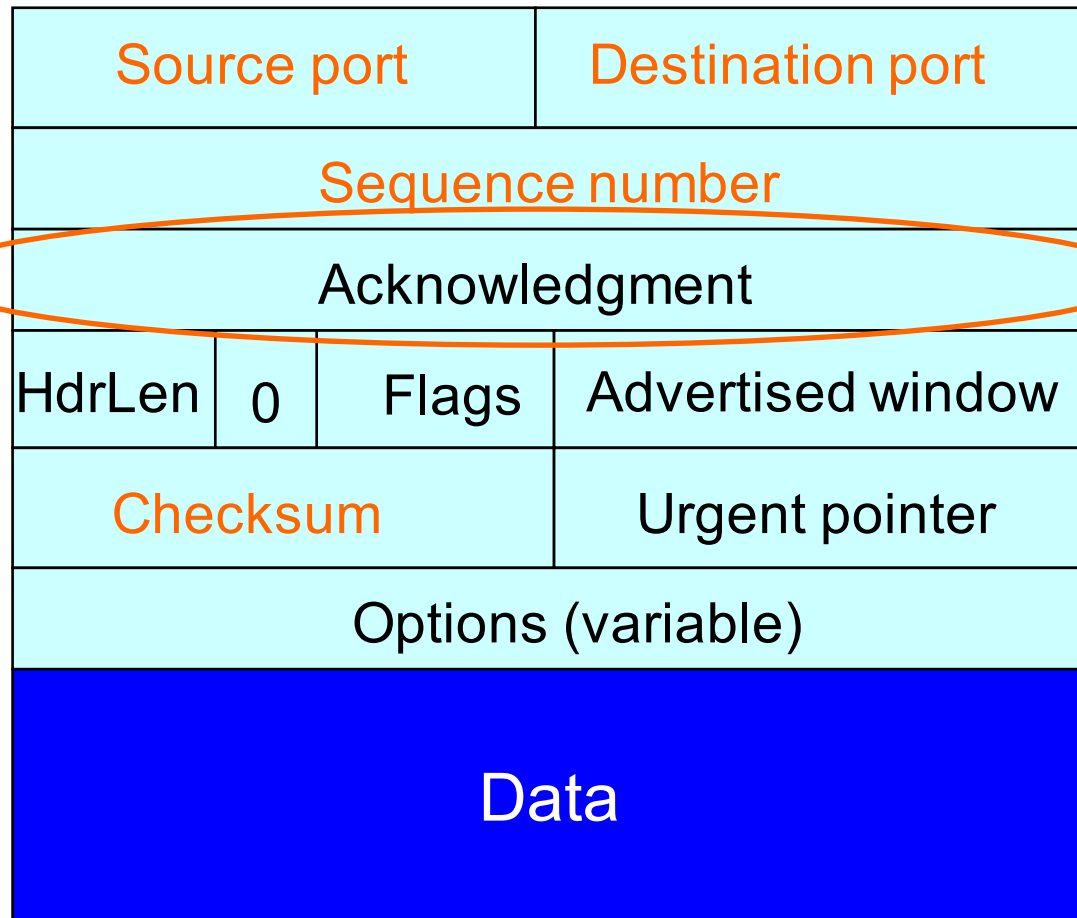 Source port Destination port
Sequence number
Acknowledgment
HdrLen 0 Flags Advertised window
Checksum Urgent pointer
Options (variable)
Data